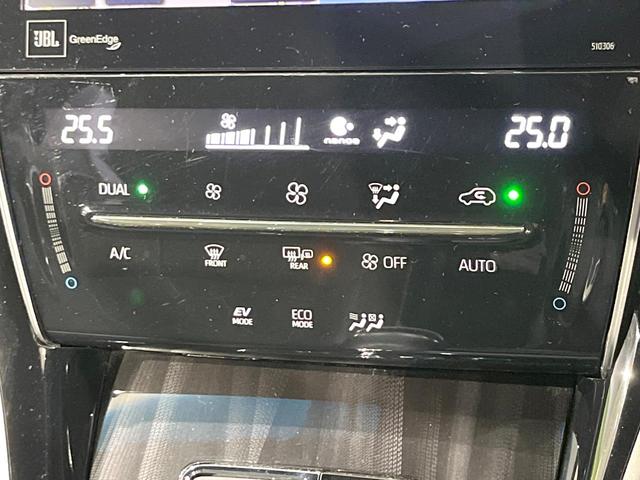 JBL GreenEdge 510306
25.5 nanoe 25.0
DUAL
A/C FRONT REAR OFF AUTO
EV MODE ECO MODE